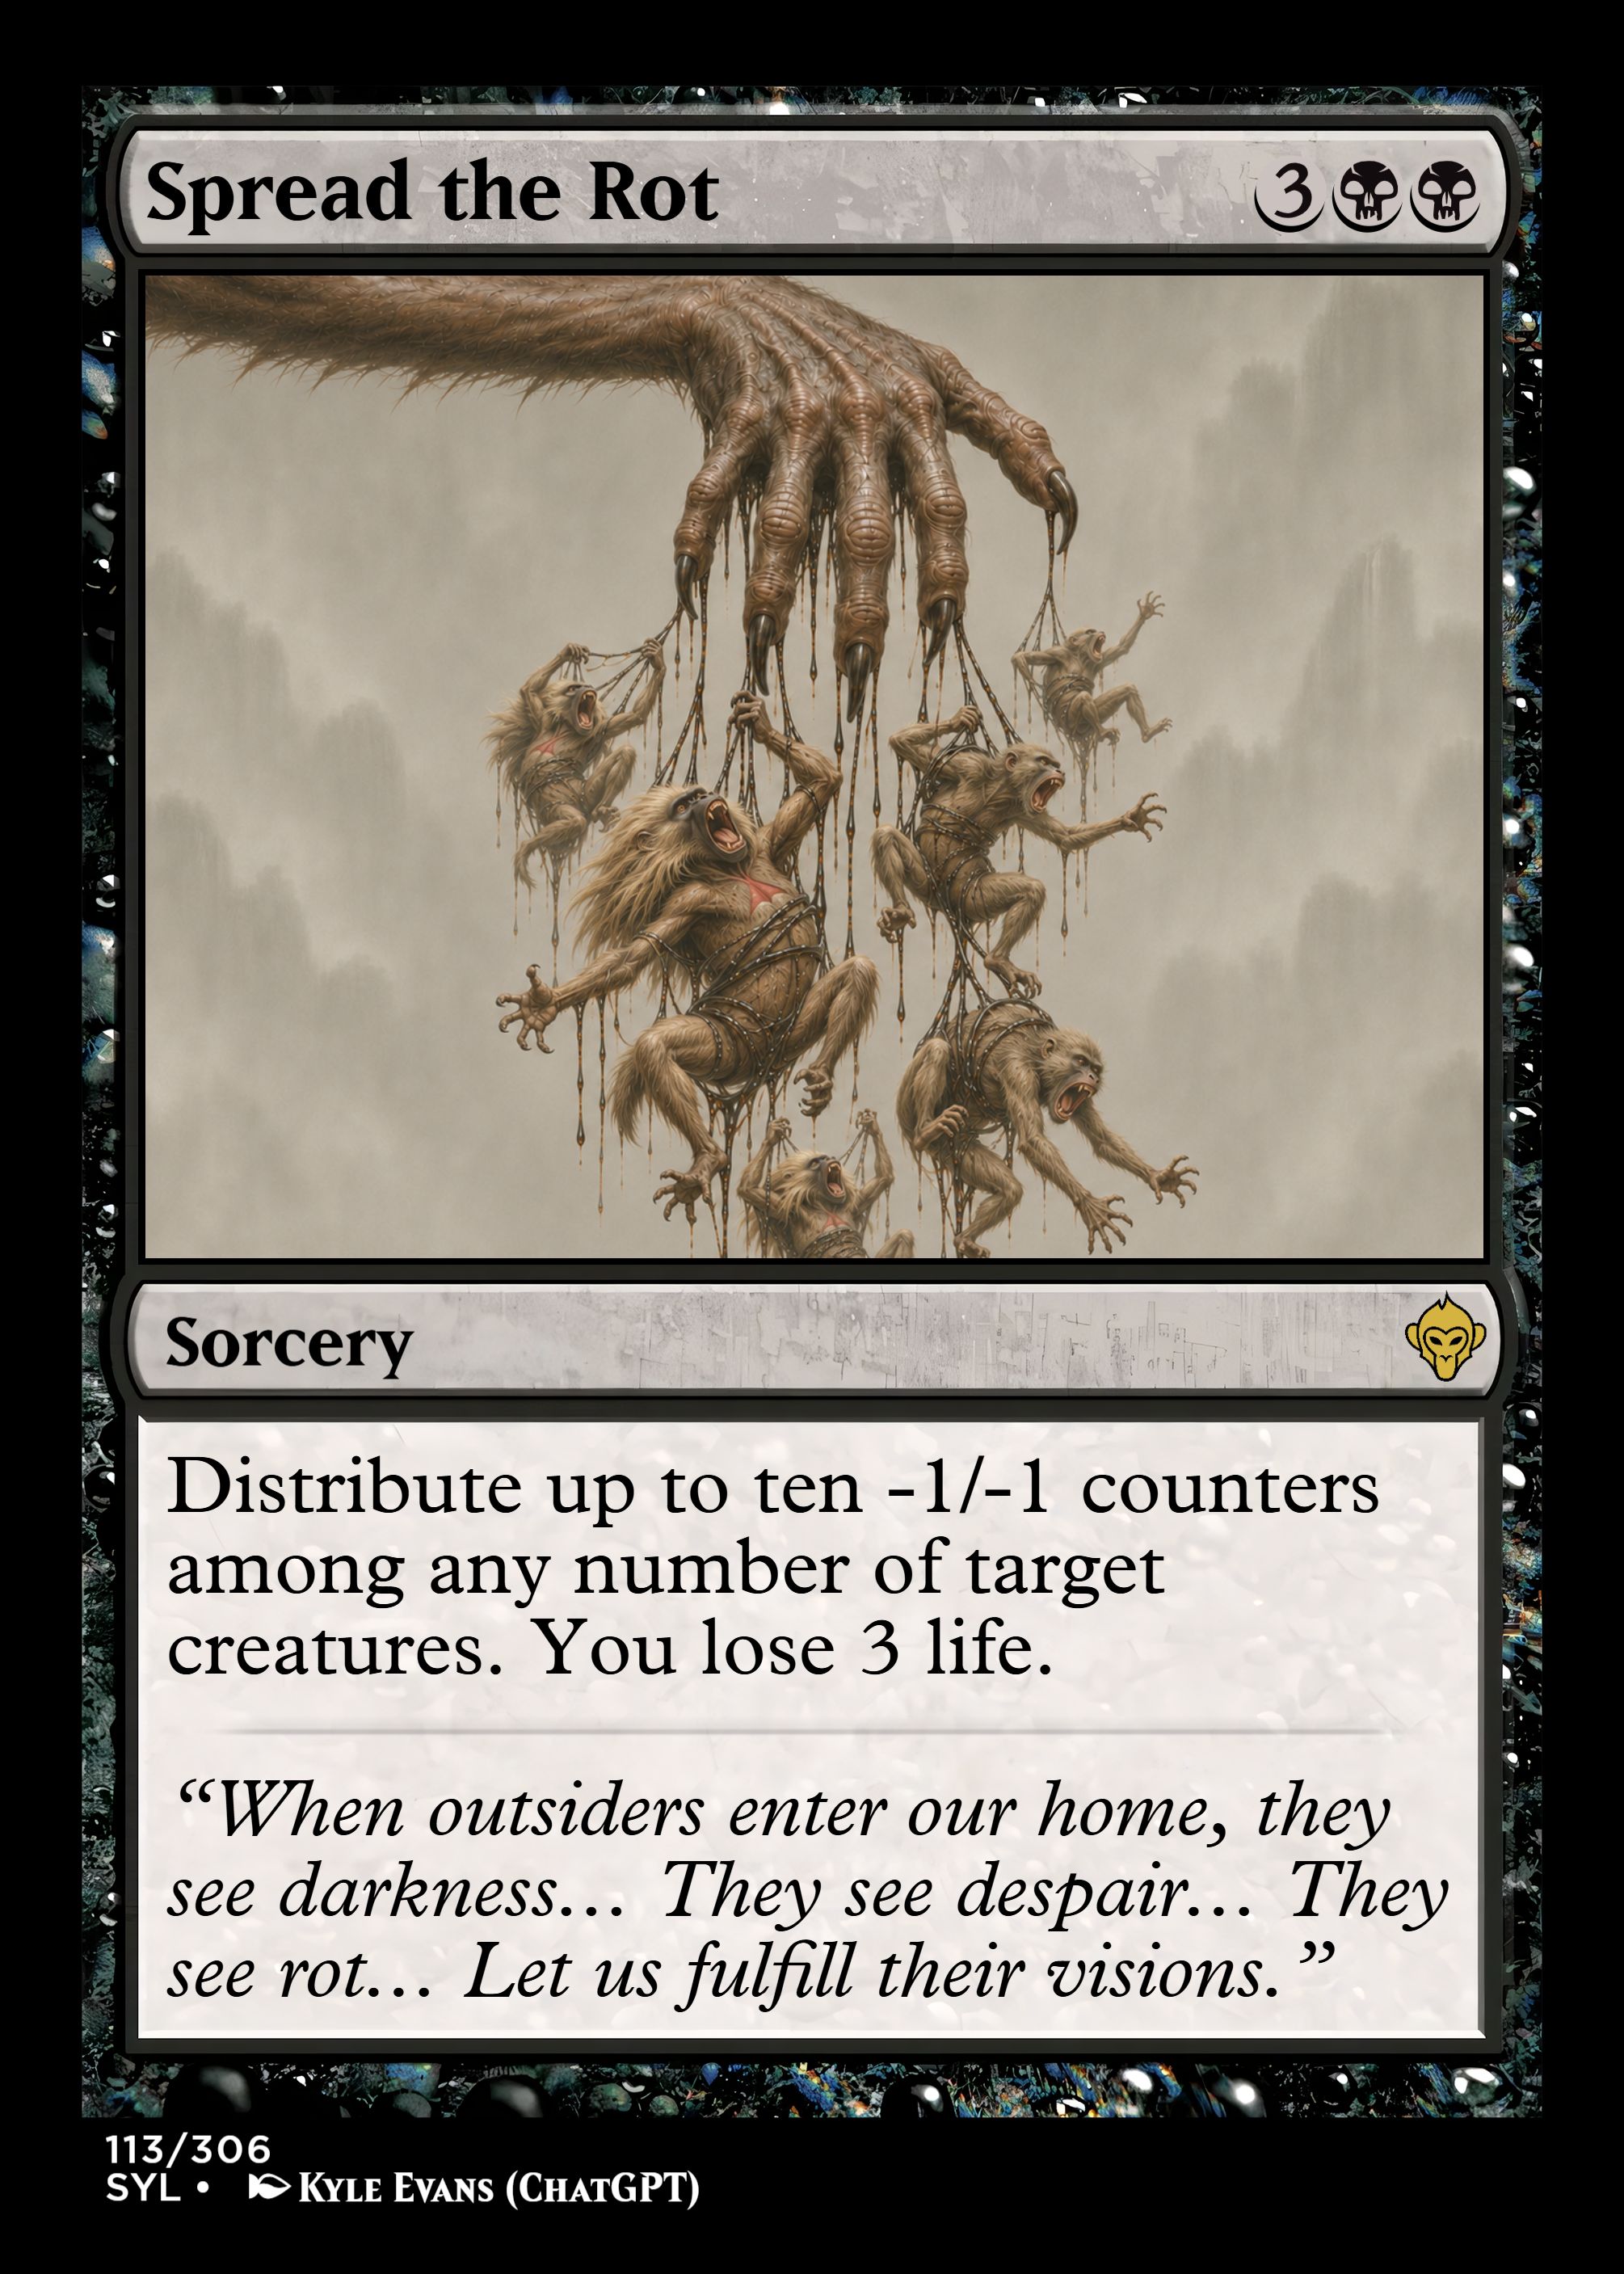 Spread the Rot 3
Sorcery
Distribute up to ten -1/-1 counters
among any number of target
creatures. You lose 3 life.
“When outsiders enter our home, they
see darkness… They see despair… They
see rot… Let us fulfill their visions.”
113/306
SYL • Kyle Evans (ChatGPT)